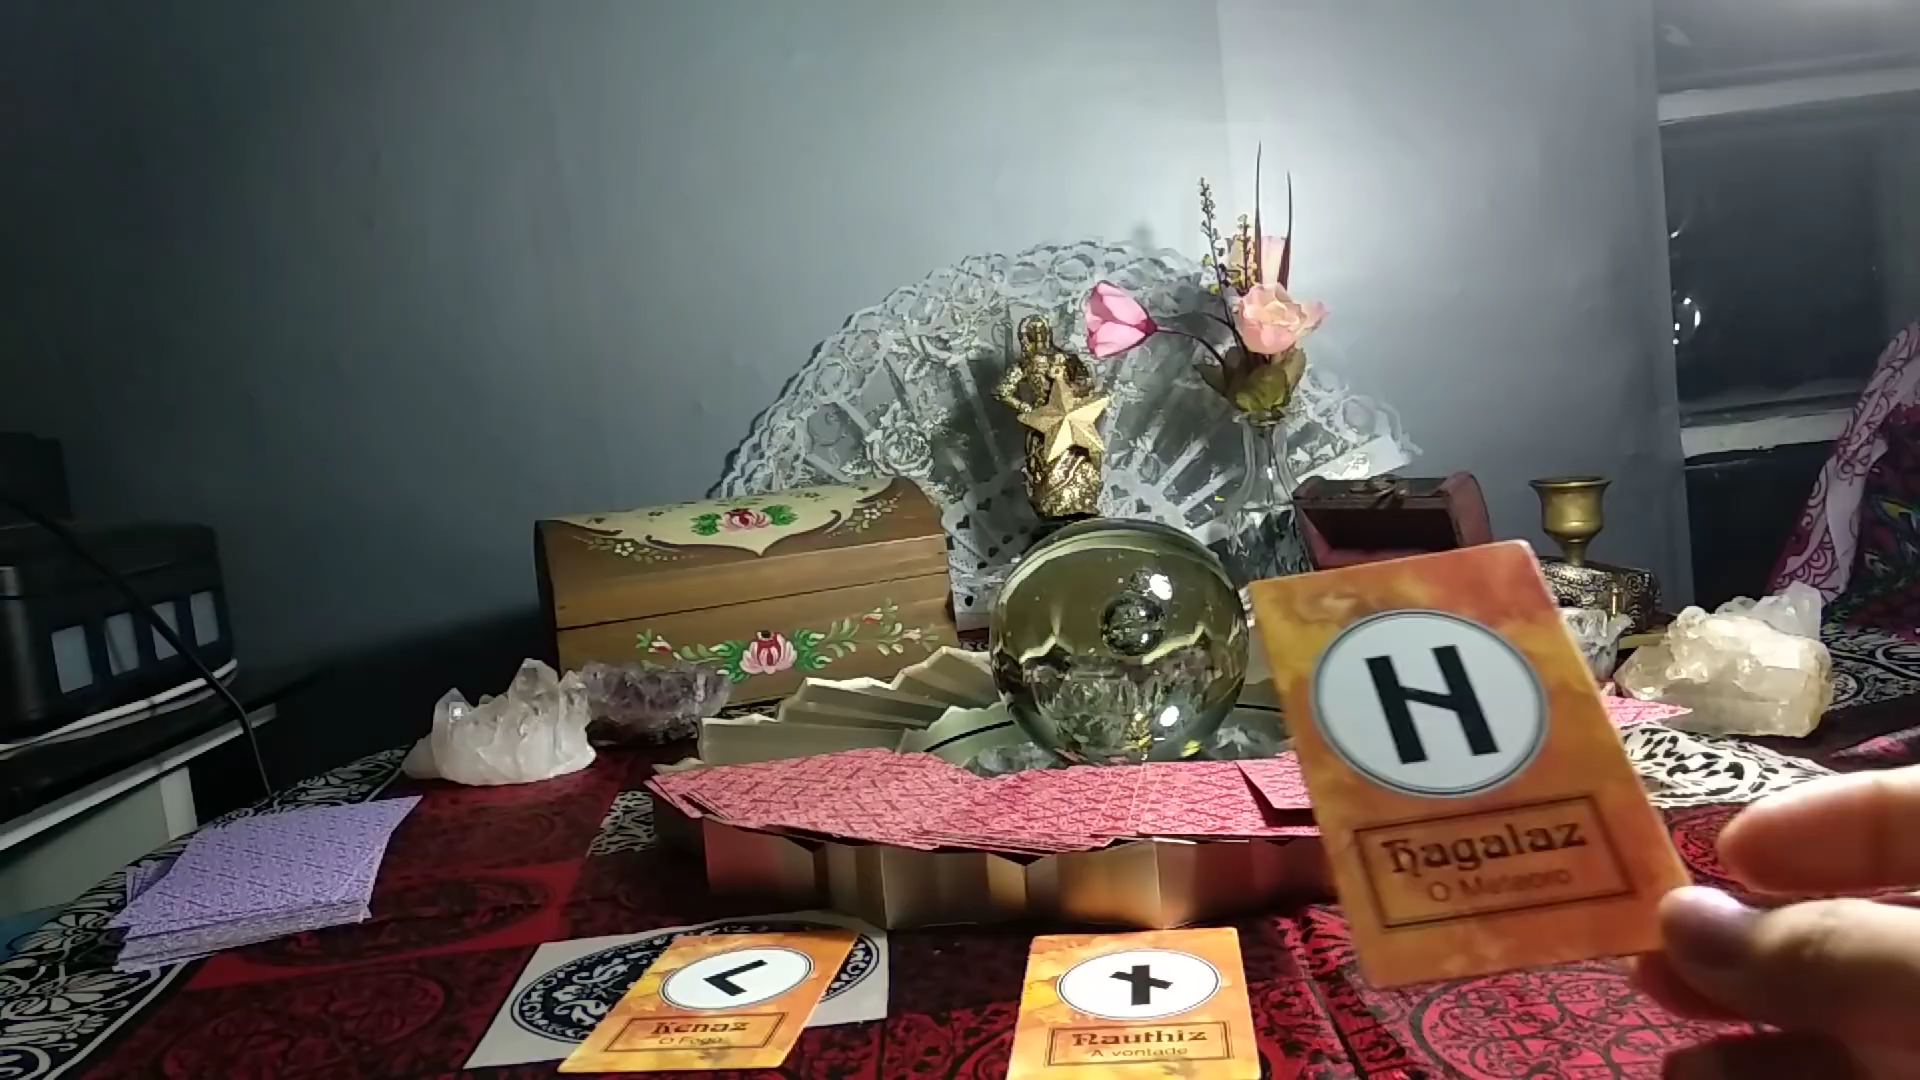 Hagalaz
O Meteoro
Kenaz
O Fogo
Nauthiz
A vontade